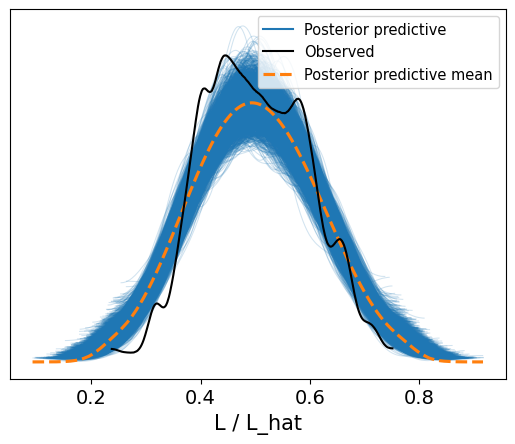 Posterior predictive
Observed
Posterior predictive mean
0.2 0.4 0.6 0.8
L / L_hat